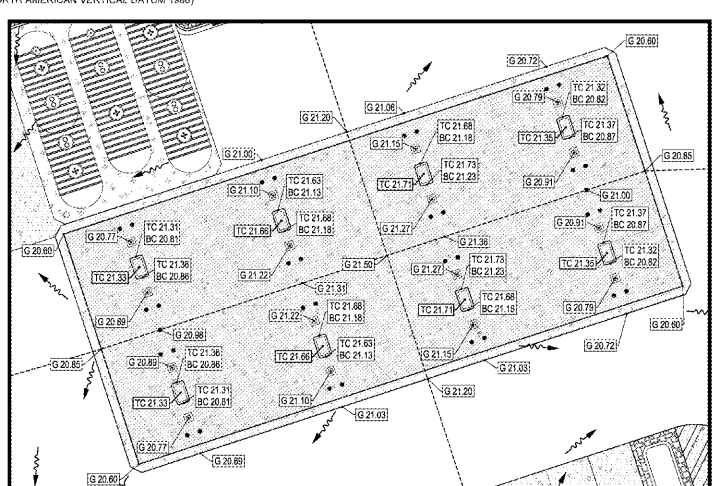 NORTH AMERICAN VERTICAL DATUM 1988)
G 20.60
G 20.72
TC 21.32
BC 20.82
G 20.79
G 21.06
G 21.20
TC 21.68
BC 21.18
TC 21.35
TC 21.37
BC 20.87
G 21.15
G 21.00
TC 21.73
BC 21.23
G 20.85
TC 21.63
BC 21.13
TC 21.71
G 20.91
G 21.10
G 21.00
TC 21.68
BC 21.18
G 21.27
G 20.91
TC 21.37
BC 20.87
TC 21.31
BC 20.81
TC 21.66
G 20.77
G 21.36
G 20.60
TC 21.32
BC 20.82
G 21.50
TC 21.73
BC 21.23
TC 21.35
TC 21.36
BC 20.86
G 21.22
G 21.27
TC 21.33
G 21.31
TC 21.68
BC 21.18
TC 21.71
G 20.79
TC 21.68
BC 21.18
G 20.89
G 21.22
G 20.60
G 20.98
TC 21.63
BC 21.13
G 20.72
TC 21.66
G 21.15
TC 21.36
BC 20.86
G 20.85
G 20.89
G 21.03
TC 21.31
BC 20.81
G 21.20
TC 21.33
G 21.10
G 21.03
G 20.77
G 20.69
G 20.60